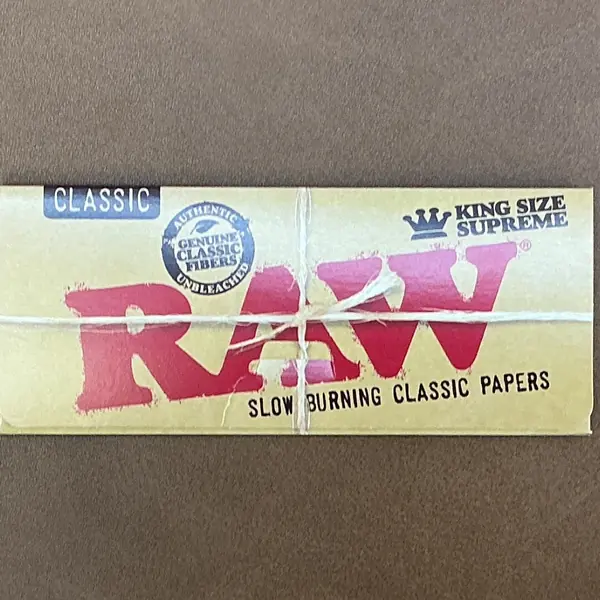 CLASSIC
AUTHENTIC
GENUINE
CLASSIC
FIBERS
UNBLEACHED
KING SIZE
SUPREME
RAW®
SLOW BURNING CLASSIC PAPERS